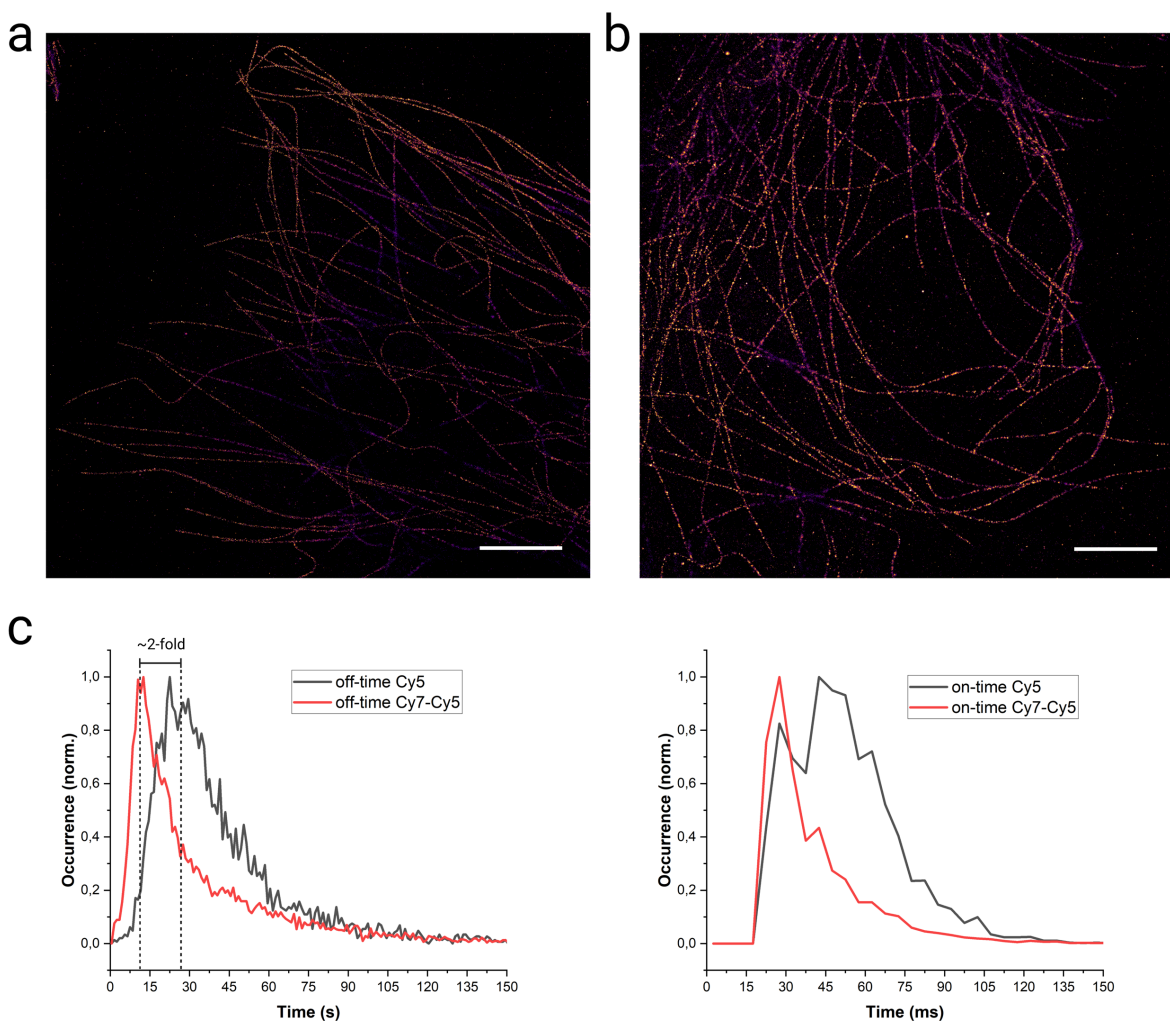 a
b
c
~2-fold
off-time Cy5
off-time Cy7-Cy5
1,0
0,8
0,6
0,4
0,2
0,0
Occurrence (norm.)
0 15 30 45 60 75 90 105 120 135 150
Time (s)
on-time Cy5
on-time Cy7-Cy5
1,0
0,8
0,6
0,4
0,2
0,0
Occurrence (norm.)
0 15 30 45 60 75 90 105 120 135 150
Time (ms)